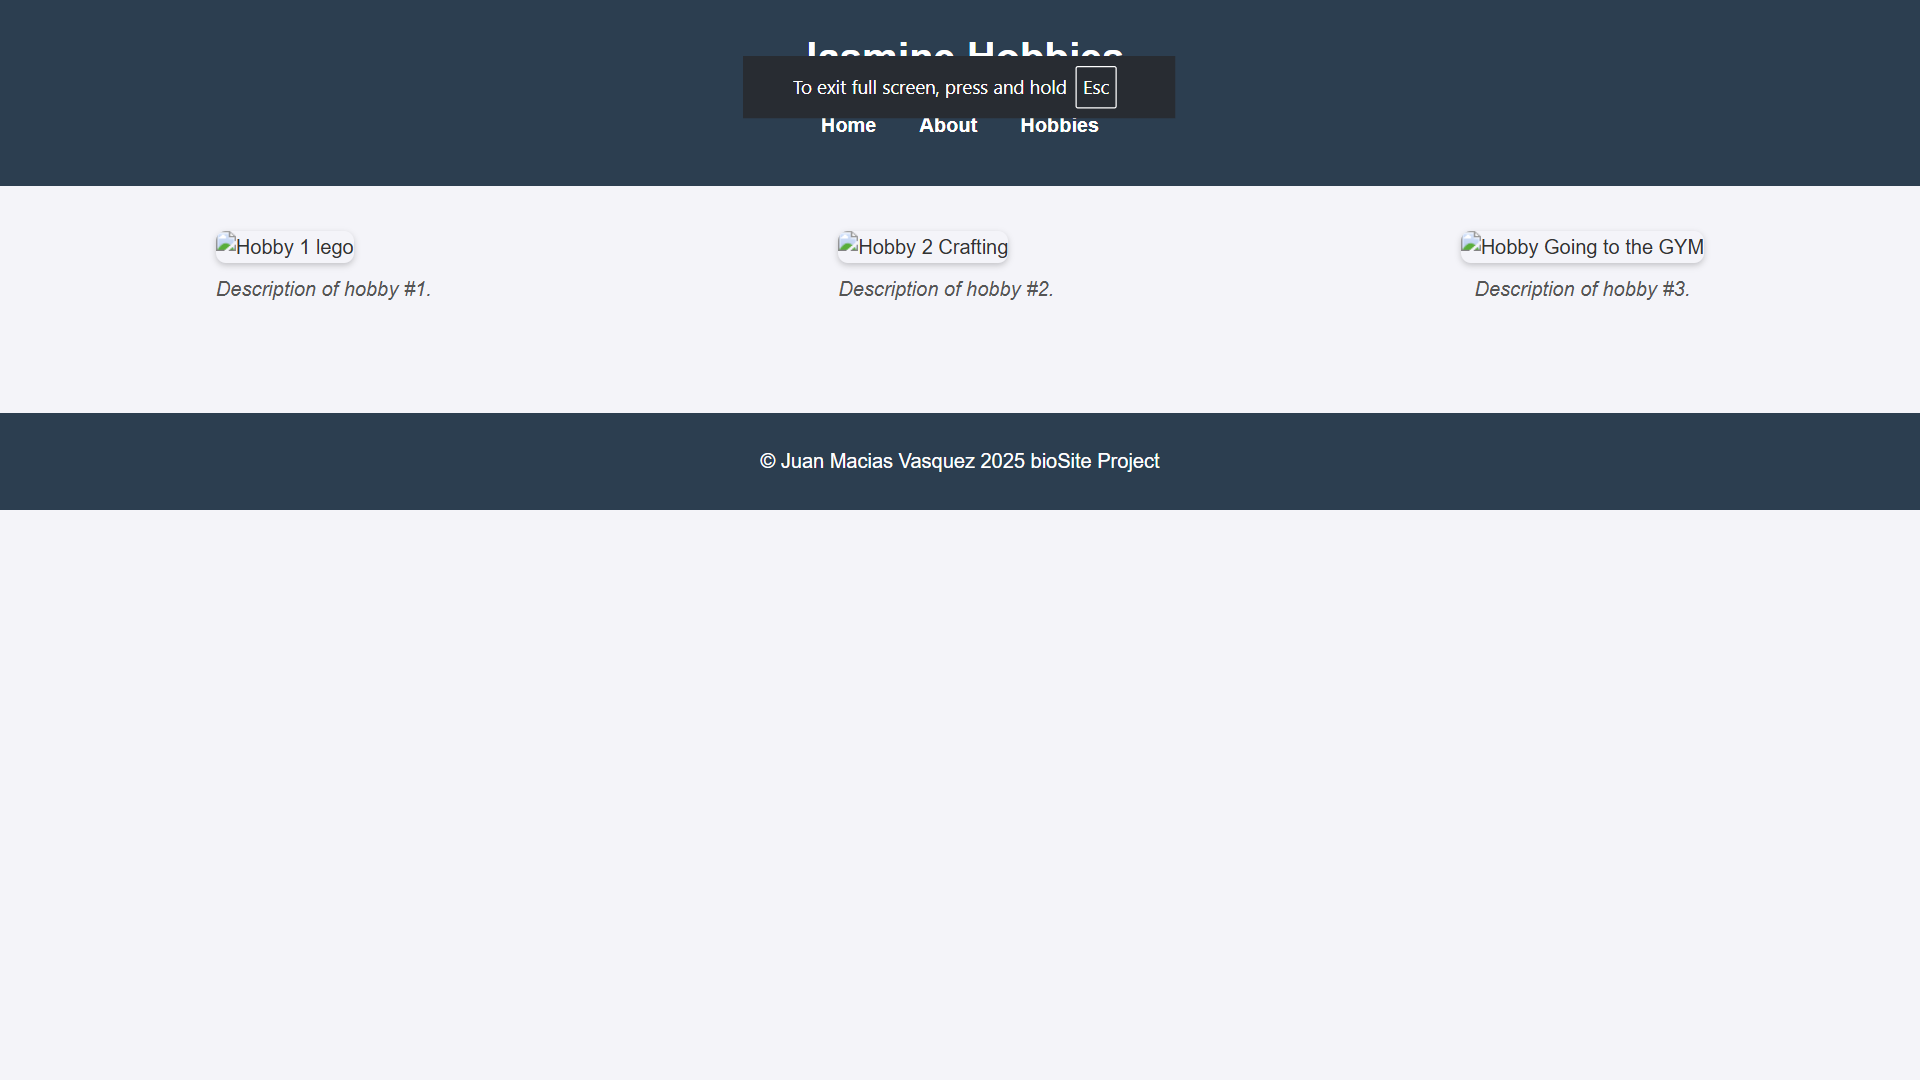 Jasmine Hobbies
To exit full screen, press and hold Esc
Home About Hobbies
Hobby 1 lego
Description of hobby #1.
Hobby 2 Crafting
Description of hobby #2.
Hobby Going to the GYM
Description of hobby #3.
© Juan Macias Vasquez 2025 bioSite Project